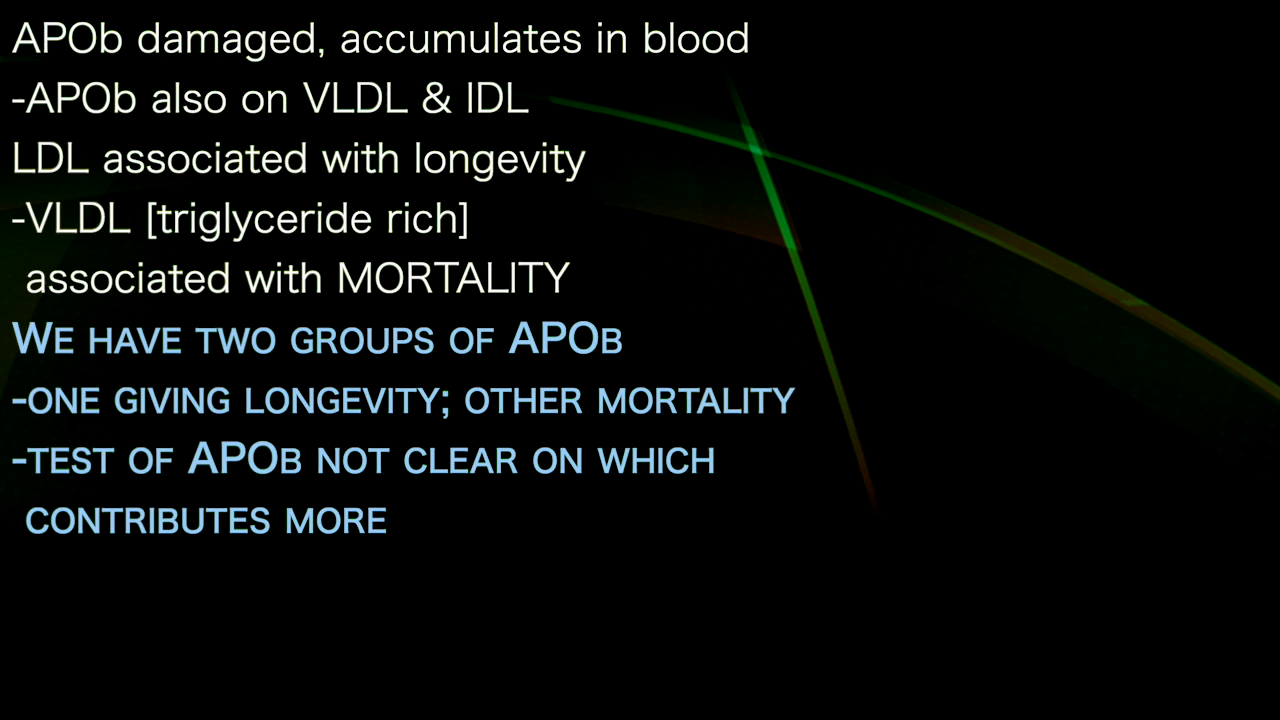 APOb damaged, accumulates in blood
-APOb also on VLDL & IDL
LDL associated with longevity
-VLDL [triglyceride rich]
associated with MORTALITY
WE HAVE TWO GROUPS OF APOB
-ONE GIVING LONGEVITY; OTHER MORTALITY
-TEST OF APOB NOT CLEAR ON WHICH
CONTRIBUTES MORE